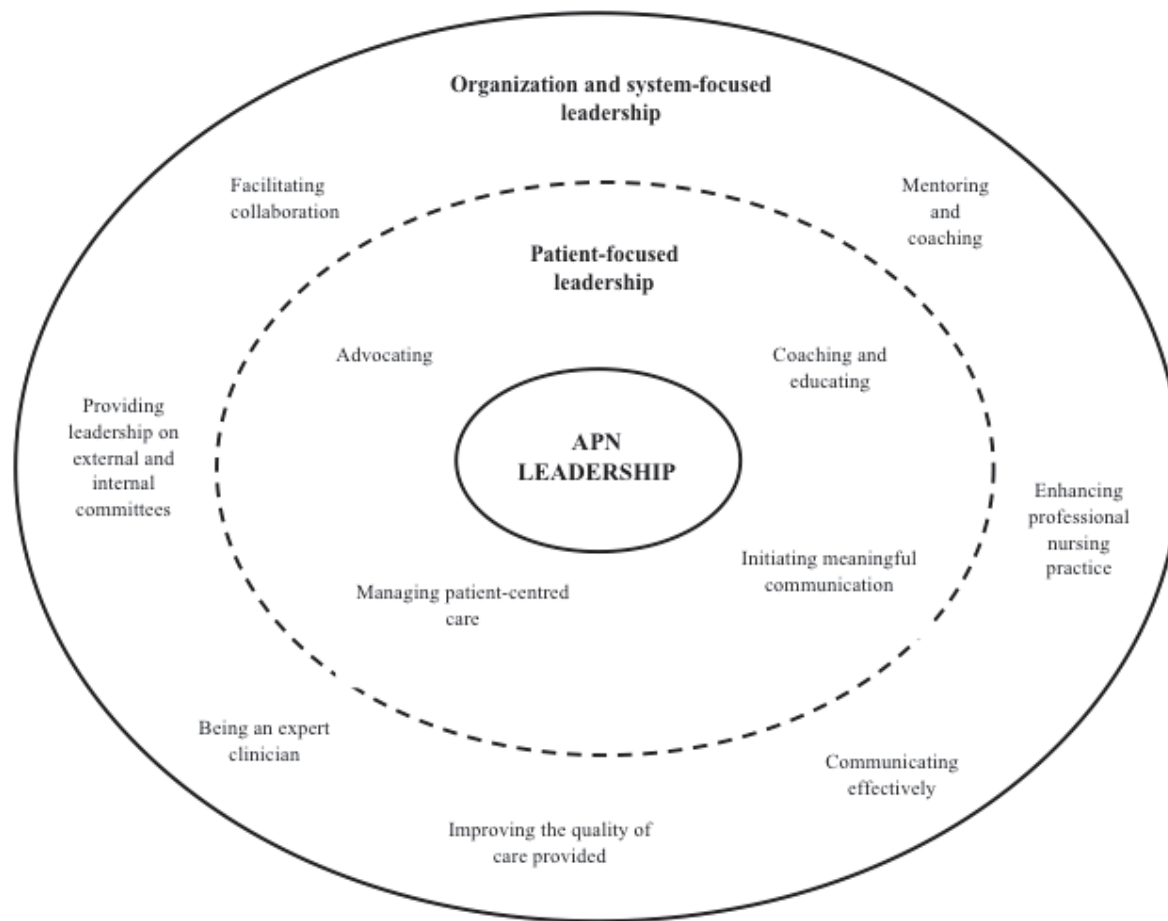 Organization and system-focused
leadership
Facilitating
collaboration
Mentoring
and
coaching
Patient-focused
leadership
Advocating
Coaching and
educating
Providing
leadership on
external and
internal
committees
APN
LEADERSHIP
Enhancing
professional
nursing
practice
Initiating meaningful
communication
Managing patient-centred
care
Being an expert
clinician
Communicating
effectively
Improving the quality of
care provided